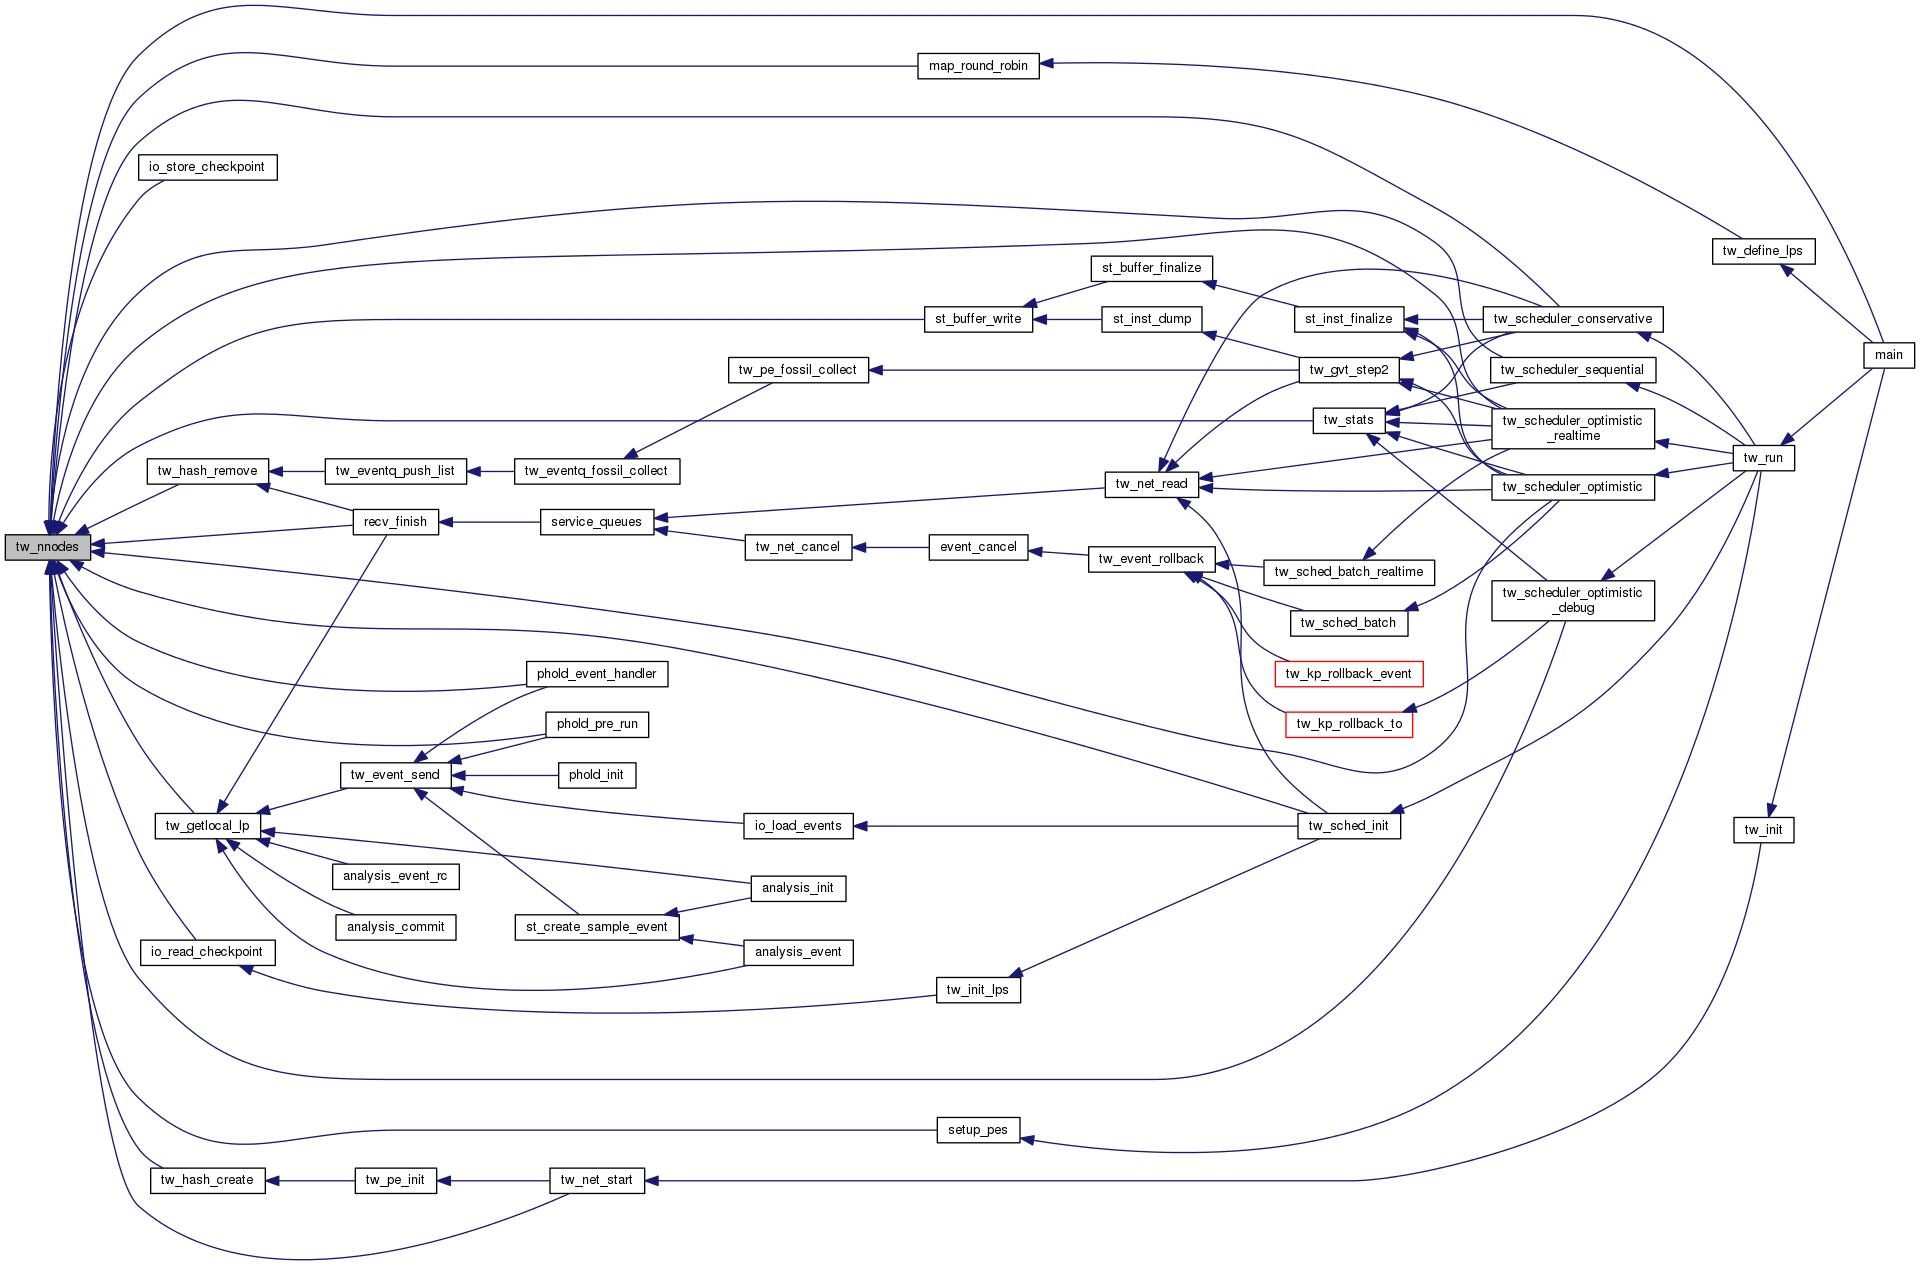 map_round_robin
io_store_checkpoint
tw_define_lps
st_buffer_finalize
st_buffer_write
st_inst_dump
st_inst_finalize
tw_scheduler_conservative
main
tw_pe_fossil_collect
tw_gvt_step2
tw_scheduler_sequential
tw_stats
tw_scheduler_optimistic
_realtime
tw_run
tw_hash_remove
tw_eventq_push_list
tw_eventq_fossil_collect
tw_net_read
tw_scheduler_optimistic
recv_finish
service_queues
tw_nnodes
tw_net_cancel
event_cancel
tw_event_rollback
tw_sched_batch_realtime
tw_scheduler_optimistic
_debug
tw_sched_batch
phold_event_handler
tw_kp_rollback_event
phold_pre_run
tw_kp_rollback_to
tw_event_send
phold_init
tw_getlocal_lp
io_load_events
tw_sched_init
tw_init
analysis_event_rc
analysis_init
analysis_commit
st_create_sample_event
io_read_checkpoint
analysis_event
tw_init_lps
setup_pes
tw_hash_create
tw_pe_init
tw_net_start